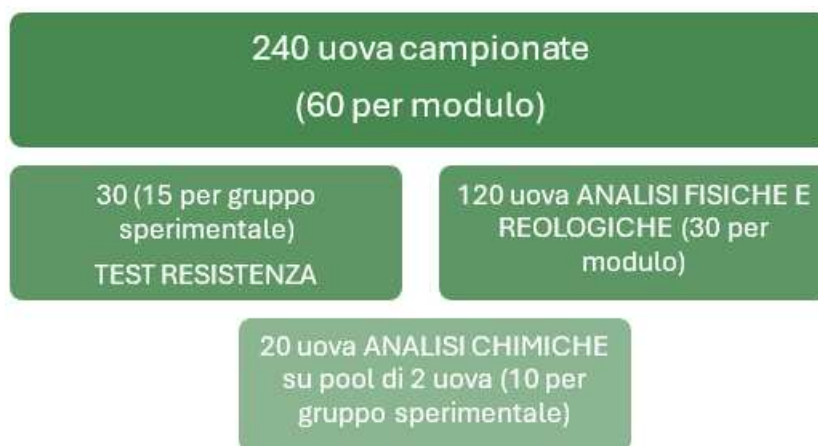 240 uova campionate
(60 per modulo)
30 (15 per gruppo
sperimentale)
TEST RESISTENZA
120 uova ANALISI FISICHE E
REOLOGICHE (30 per
modulo)
20 uova ANALISI CHIMICHE
su pool di 2 uova (10 per
gruppo sperimentale)